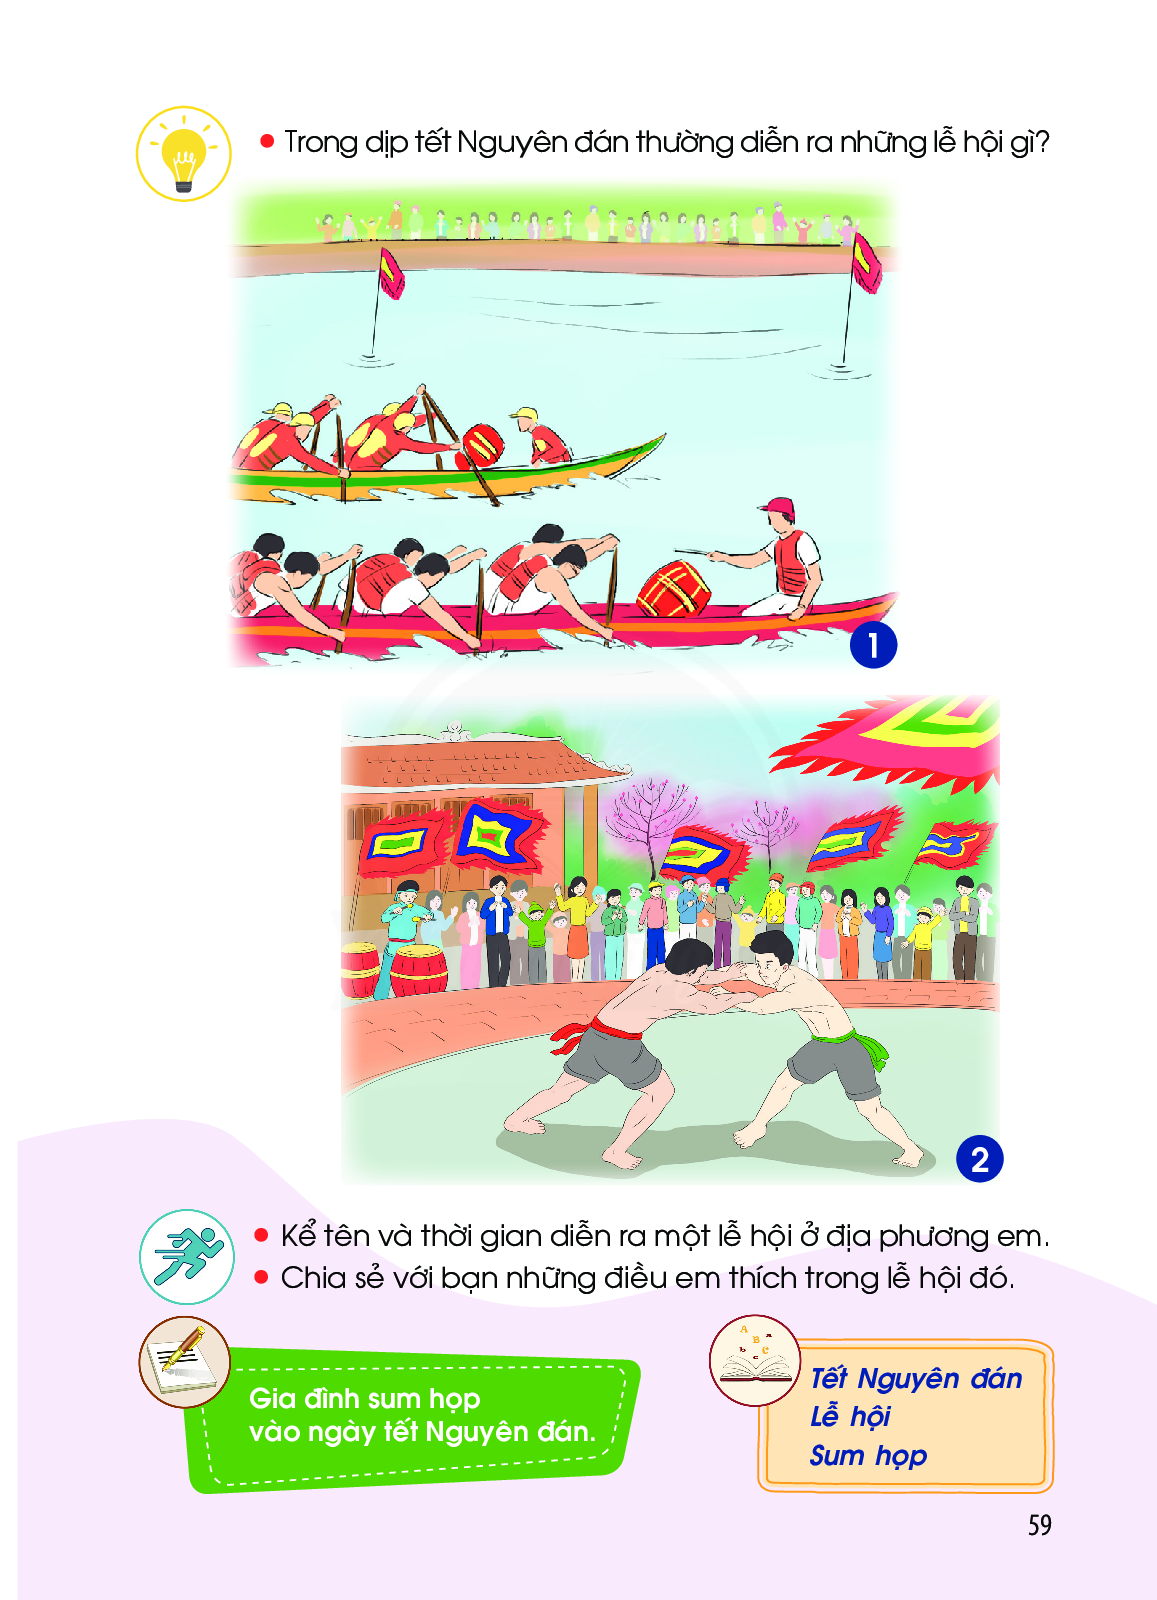 • Trong dịp tết Nguyên đán thường diễn ra những lễ hội gì?
1
2
• Kể tên và thời gian diễn ra một lễ hội ở địa phương em.
• Chia sẻ với bạn những điều em thích trong lễ hội đó.
A
B
a
b
c
C
Gia đình sum họp
vào ngày tết Nguyên đán.
Tết Nguyên đán
Lễ hội
Sum họp
59